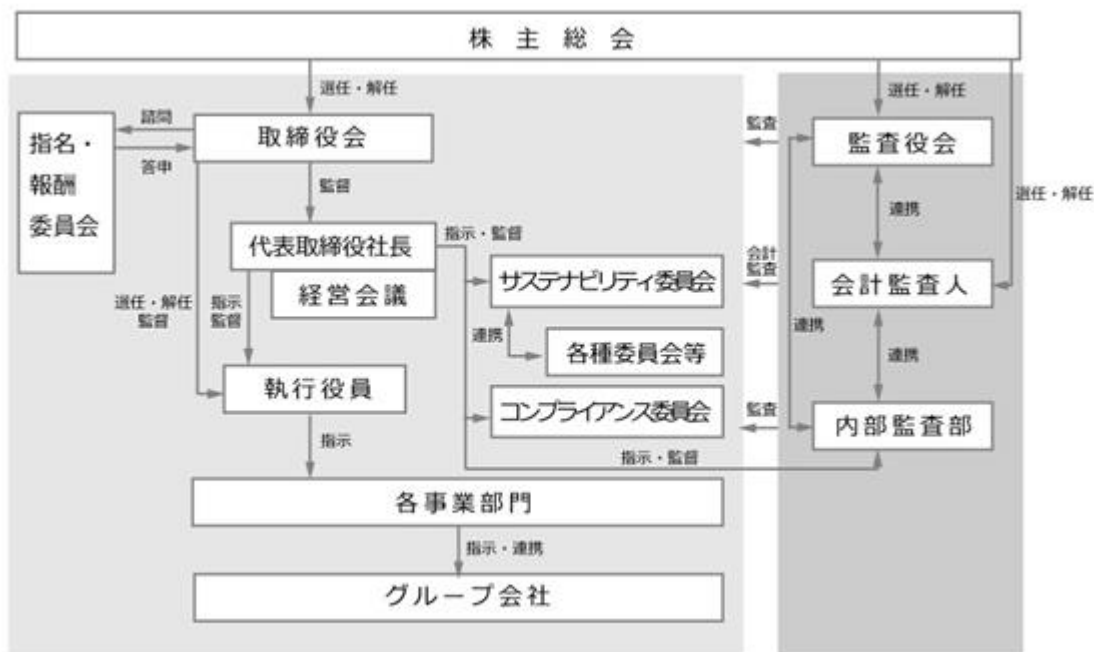 株主総会
選任・解任
選任・解任
諮問
取締役会
監査
監査役会
指名・
報酬
委員会
答申
監督
選任・解任
連携
代表取締役社長
指示・監督
会計
監査
サステナビリティ委員会
会計監査人
経営会議
選任・解任
監督
指示
監督
連携
各種委員会等
連携
連携
執行役員
コンプライアンス委員会
監査
内部監査部
指示
指示・監督
各事業部門
指示・連携
グループ会社